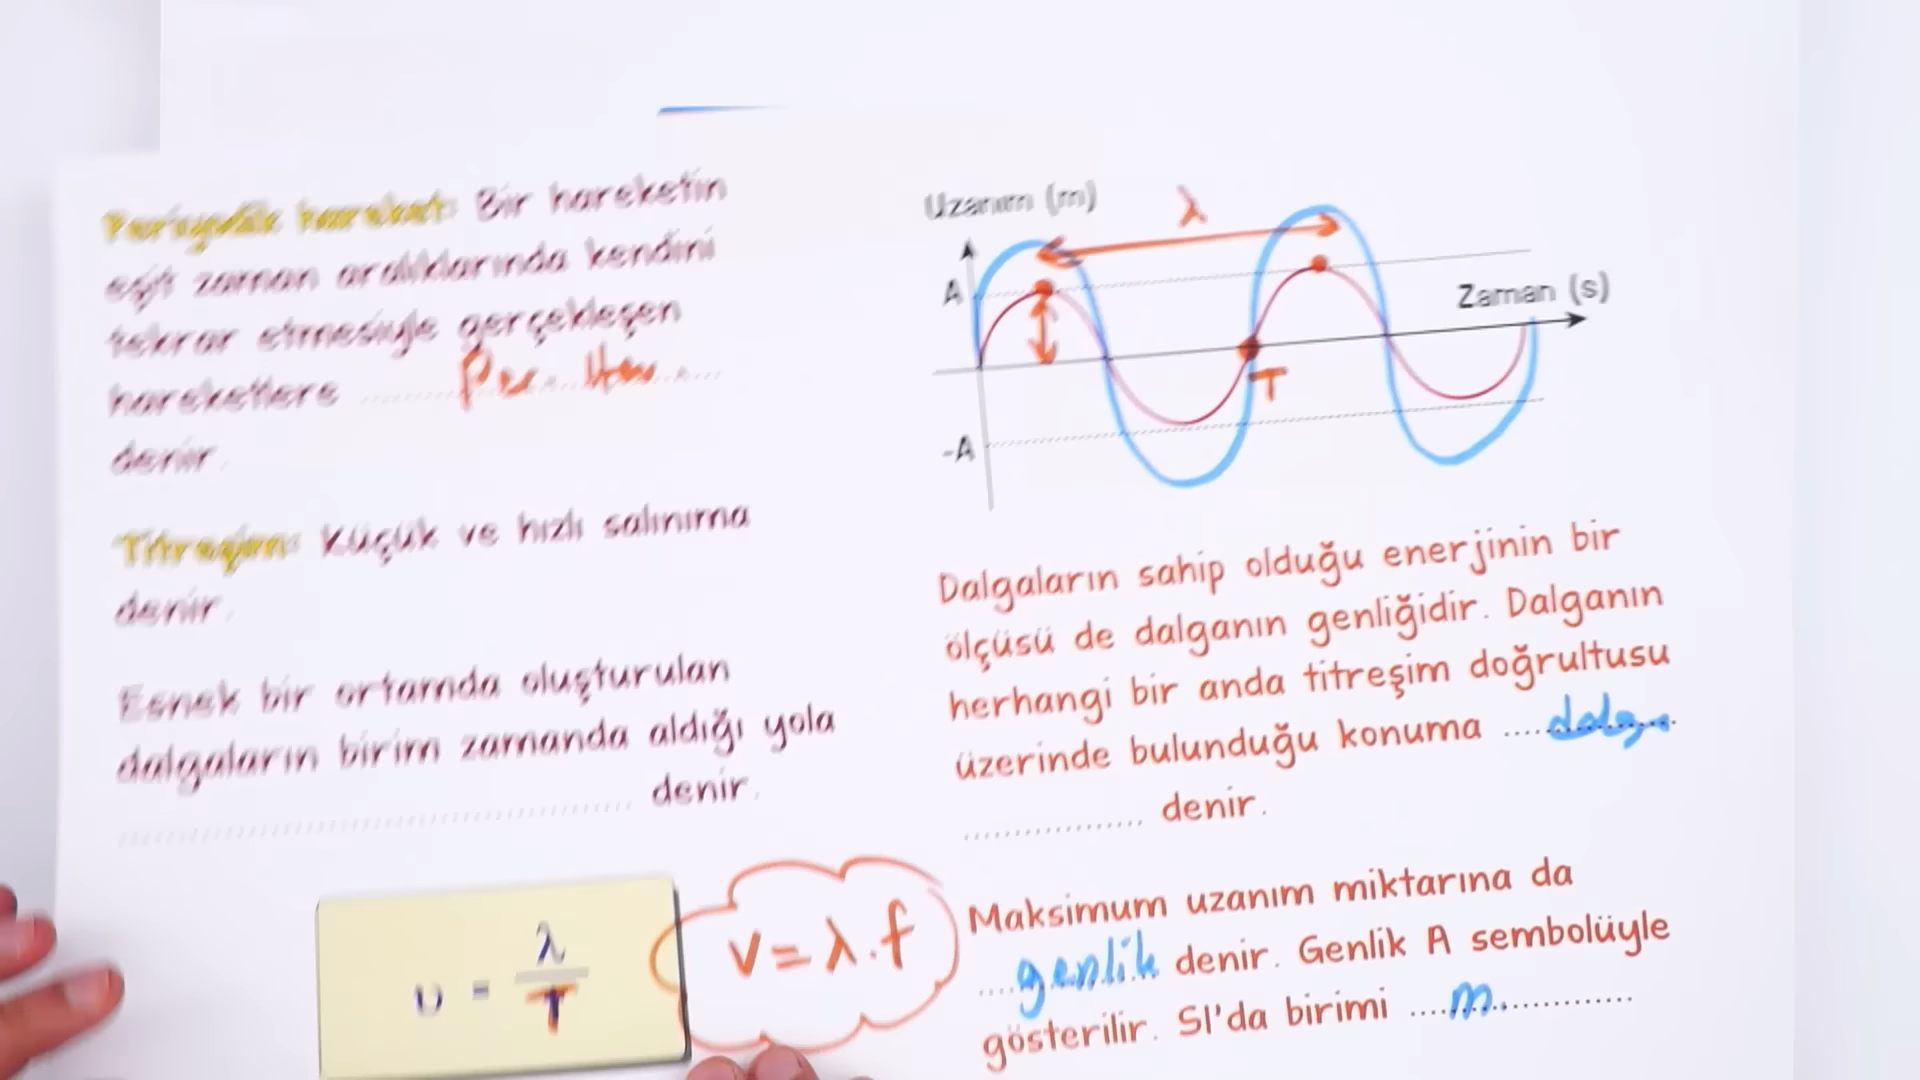 Periyodik hareket: Bir hareketin
eşit zaman aralıklarında kendini
tekrar etmesiyle gerçekleşen
hareketlere ........ Per. Har. ........
denir.
Titreşim: Küçük ve hızlı salınıma
denir.
Esnek bir ortamda oluşturulan
dalgaların birim zamanda aldığı yola
........ denir.
υ = λ / T
v = λ . f
Uzanım (m)
λ
A
Zaman (s)
T
-A
Dalgaların sahip olduğu enerjinin bir
ölçüsü de dalganın genliğidir. Dalganın
herhangi bir anda titreşim doğrultusu
üzerinde bulunduğu konuma ........
........ denir.
Maksimum uzanım miktarına da
....genlik denir. Genlik A sembolüyle
gösterilir. SI'da birimi ....m........